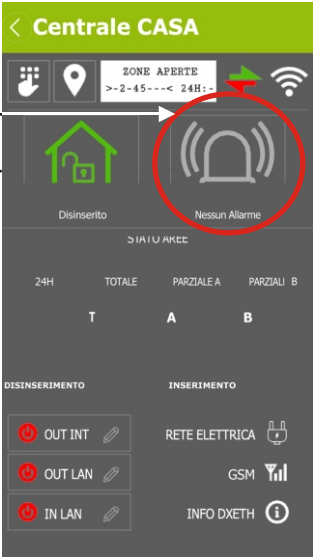 Centrale CASA
ZONE APERTE
>-2-45---< 24H:-
Disinserito
Nessun Allarme
STATO AREE
24H
TOTALE
PARZIALE A
PARZIALI B
T
A
B
DISINSERIMENTO
INSERIMENTO
OUT INT
RETE ELETTRICA
OUT LAN
GSM
IN LAN
INFO DXETH